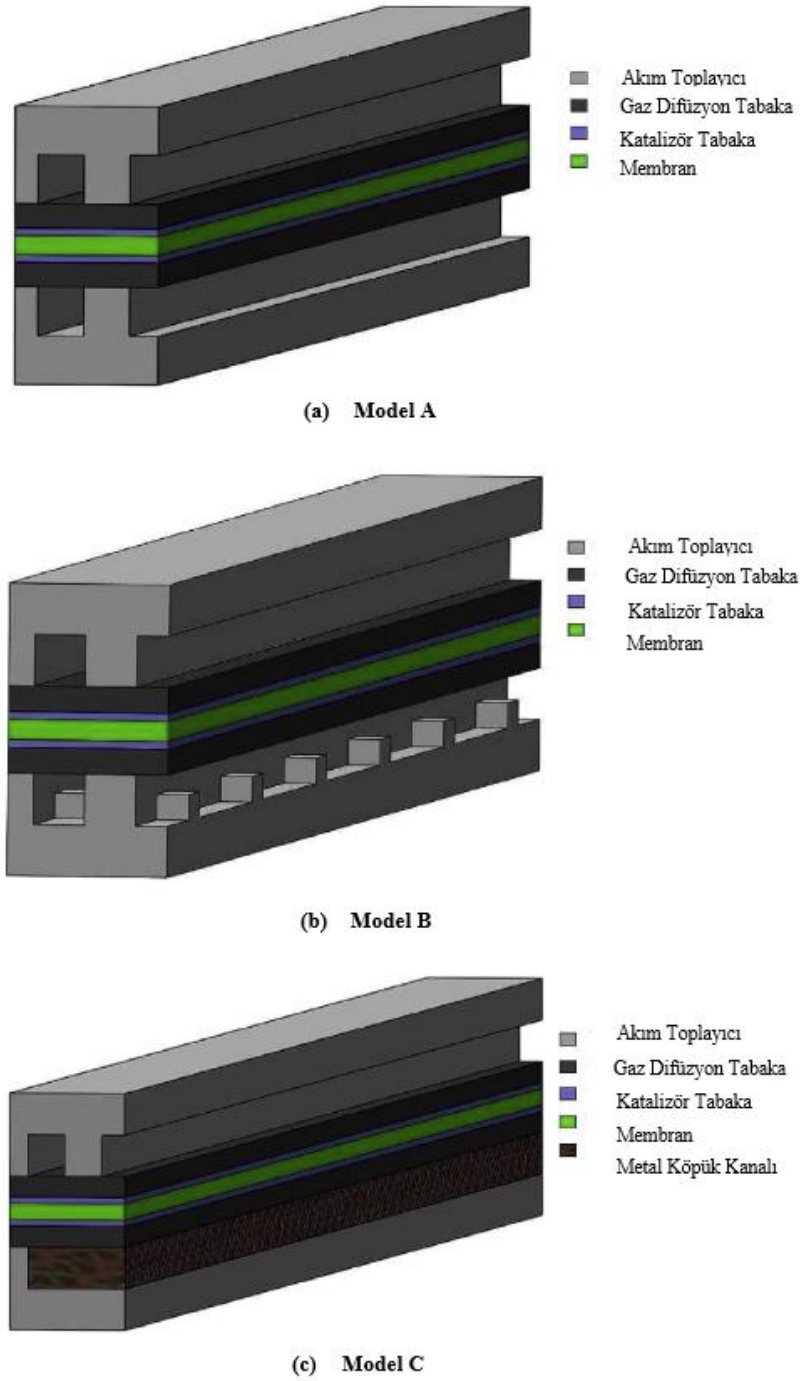 Akım Toplayıcı
Gaz Difüzyon Tabaka
Katalizör Tabaka
Membran
(a) Model A
Akım Toplayıcı
Gaz Difüzyon Tabaka
Katalizör Tabaka
Membran
(b) Model B
Akım Toplayıcı
Gaz Difüzyon Tabaka
Katalizör Tabaka
Membran
Metal Köpük Kanalı
(c) Model C